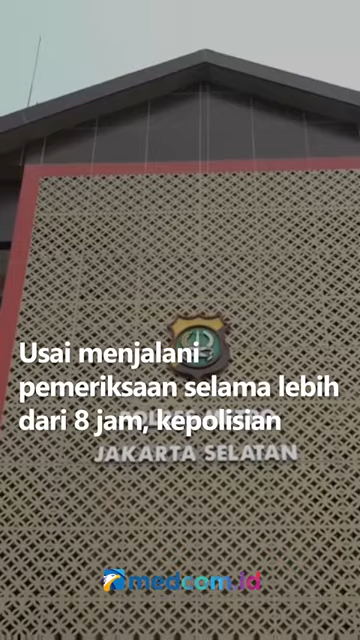 Usai menjalani
pemeriksaan selama lebih
dari 8 jam, kepolisian
JAKARTA SELATAN
medcom.id